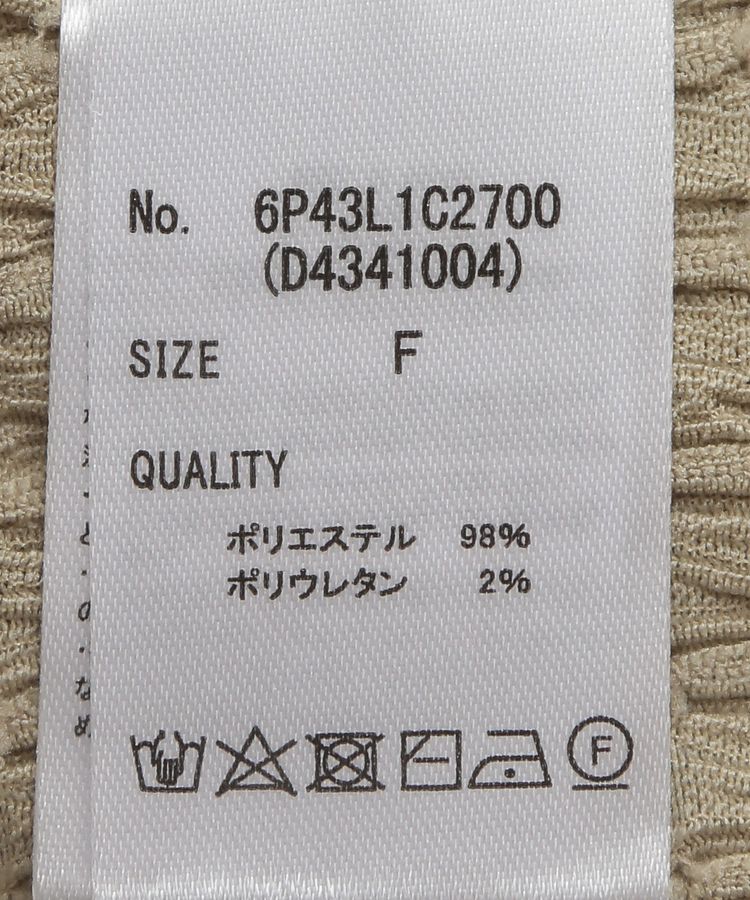 No. 6P43L1C2700
(D4341004)
SIZE F
QUALITY
ポリエステル 98%
ポリウレタン 2%
F